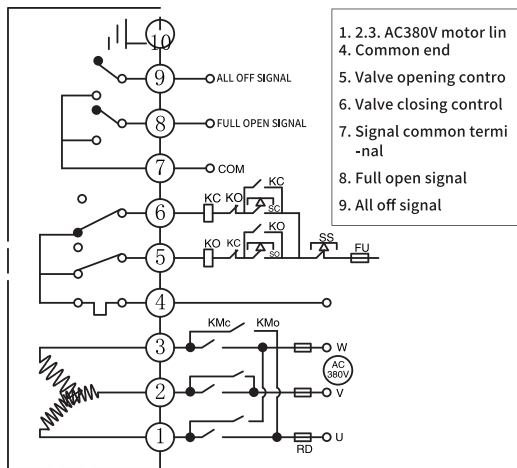 10
1. 2.3. AC380V motor lin
4. Common end
5. Valve opening contro
6. Valve closing control
7. Signal common termi
-nal
8. Full open signal
9. All off signal
9 ALL OFF SIGNAL
8 FULL OPEN SIGNAL
7 COM
KC
6 KC KO SC
KO
5 KO KC SO SS FU
4
KMc KMo
3 W
AC
380V
2 V
1 RD U